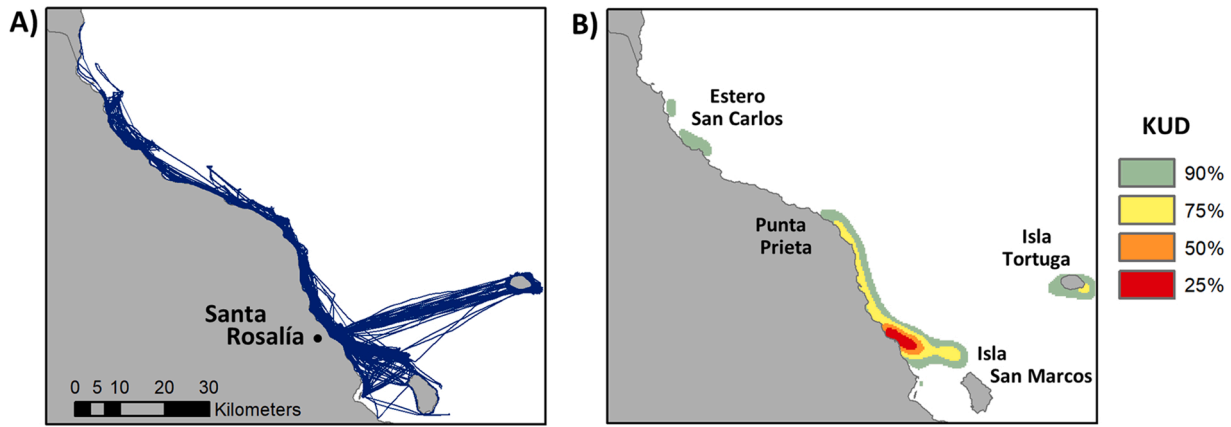 A)
Santa
Rosalía
0 5 10 20 30
Kilometers
B)
Estero
San Carlos
Punta
Prieta
Isla
Tortuga
Isla
San Marcos
KUD
90%
75%
50%
25%